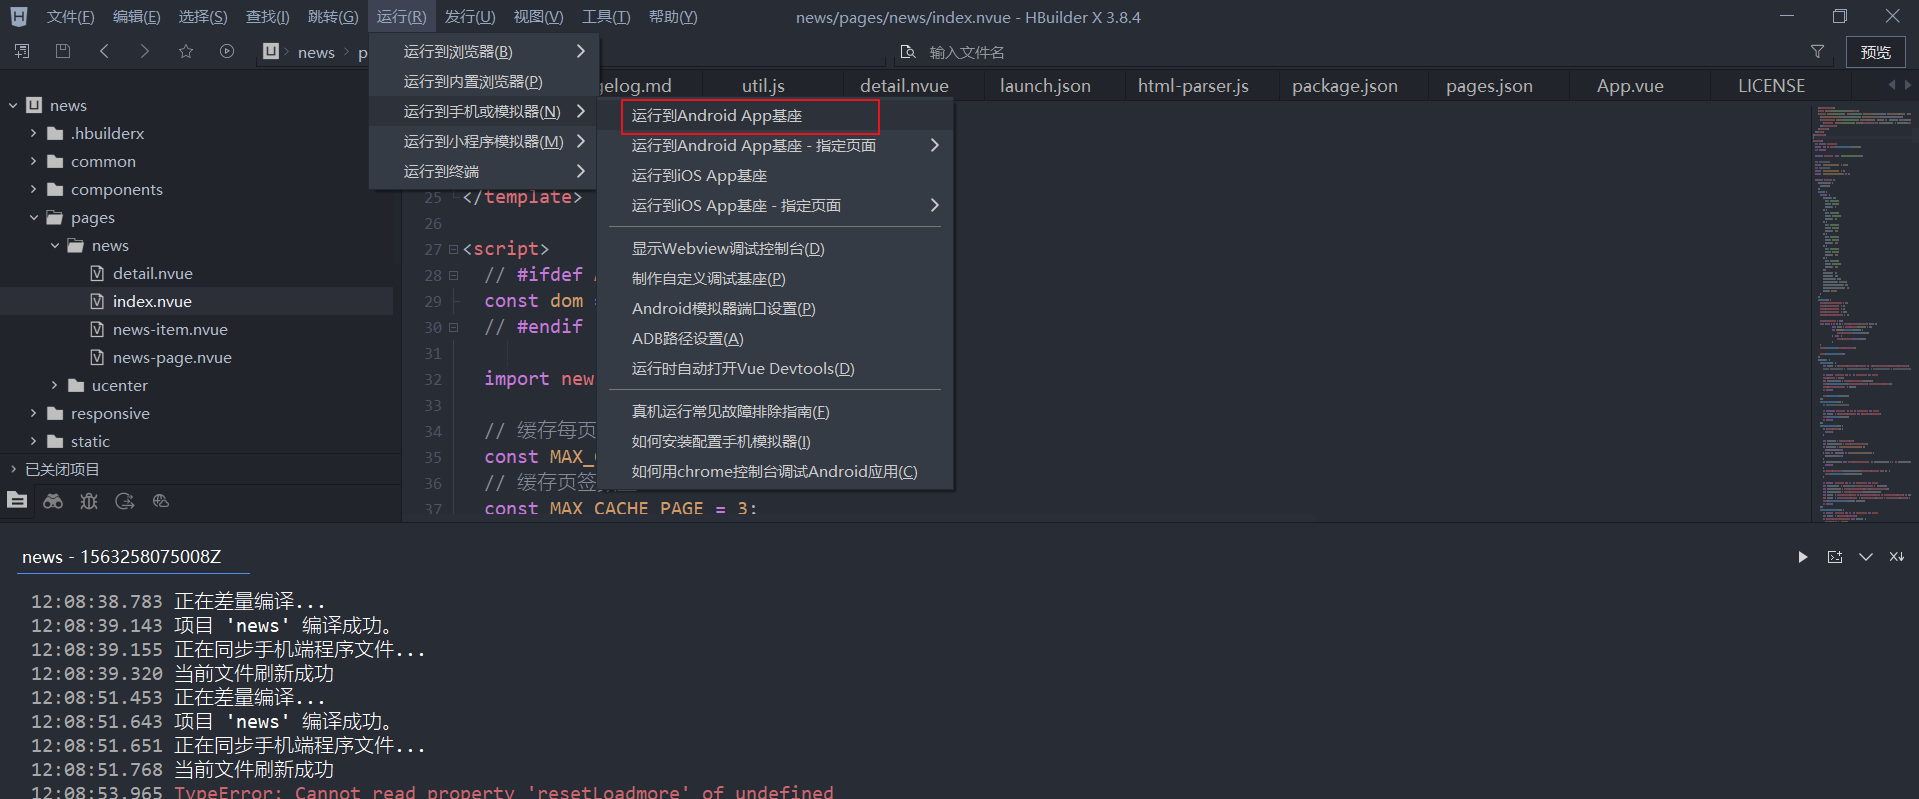 文件(F) 编辑(E) 选择(S) 查找(I) 跳转(G) 运行(R) 发行(U) 视图(V) 工具(T) 帮助(Y) news/pages/news/index.nvue - HBuilder X 3.8.4
news p 输入文件名 预览
运行到浏览器(B)
运行到内置浏览器(P)
运行到手机或模拟器(N)
运行到小程序模拟器(M)
运行到终端
gelog.md util.js detail.nvue launch.json html-parser.js package.json pages.json App.vue LICENSE
运行到Android App基座
运行到Android App基座 - 指定页面
运行到iOS App基座
运行到iOS App基座 - 指定页面
显示Webview调试控制台(D)
制作自定义调试基座(P)
Android模拟器端口设置(P)
ADB路径设置(A)
运行时自动打开Vue Devtools(D)
真机运行常见故障排除指南(F)
如何安装配置手机模拟器(I)
如何用chrome控制台调试Android应用(C)
news
.hbuilderx
common
components
pages
news
detail.nvue
index.nvue
news-item.nvue
news-page.nvue
ucenter
responsive
static
已关闭项目
25 </template>
26
27 <script>
28 // #ifdef
29 const dom
30 // #endif
31
32 import new
33
34 // 缓存每页
35 const MAX_
36 // 缓存页签
37 const MAX_CACHE_PAGE = 3;
news - 1563258075008Z
12:08:38.783 正在差量编译...
12:08:39.143 项目 'news' 编译成功。
12:08:39.155 正在同步手机端程序文件...
12:08:39.320 当前文件刷新成功
12:08:51.453 正在差量编译...
12:08:51.643 项目 'news' 编译成功。
12:08:51.651 正在同步手机端程序文件...
12:08:51.768 当前文件刷新成功
12:08:53.965 TypeError: Cannot read property 'resetLoadmore' of undefined